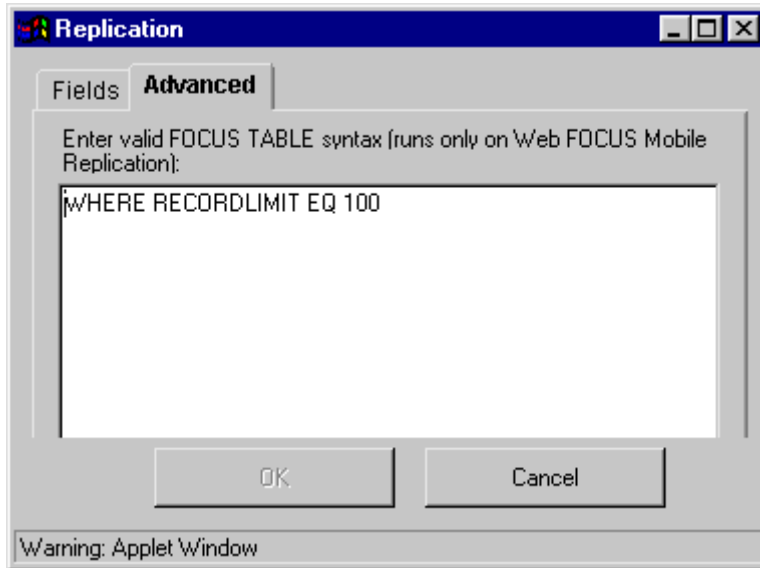 Replication
Fields Advanced
Enter valid FOCUS TABLE syntax (runs only on Web FOCUS Mobile
Replication):
WHERE RECORDLIMIT EQ 100
OK Cancel
Warning: Applet Window